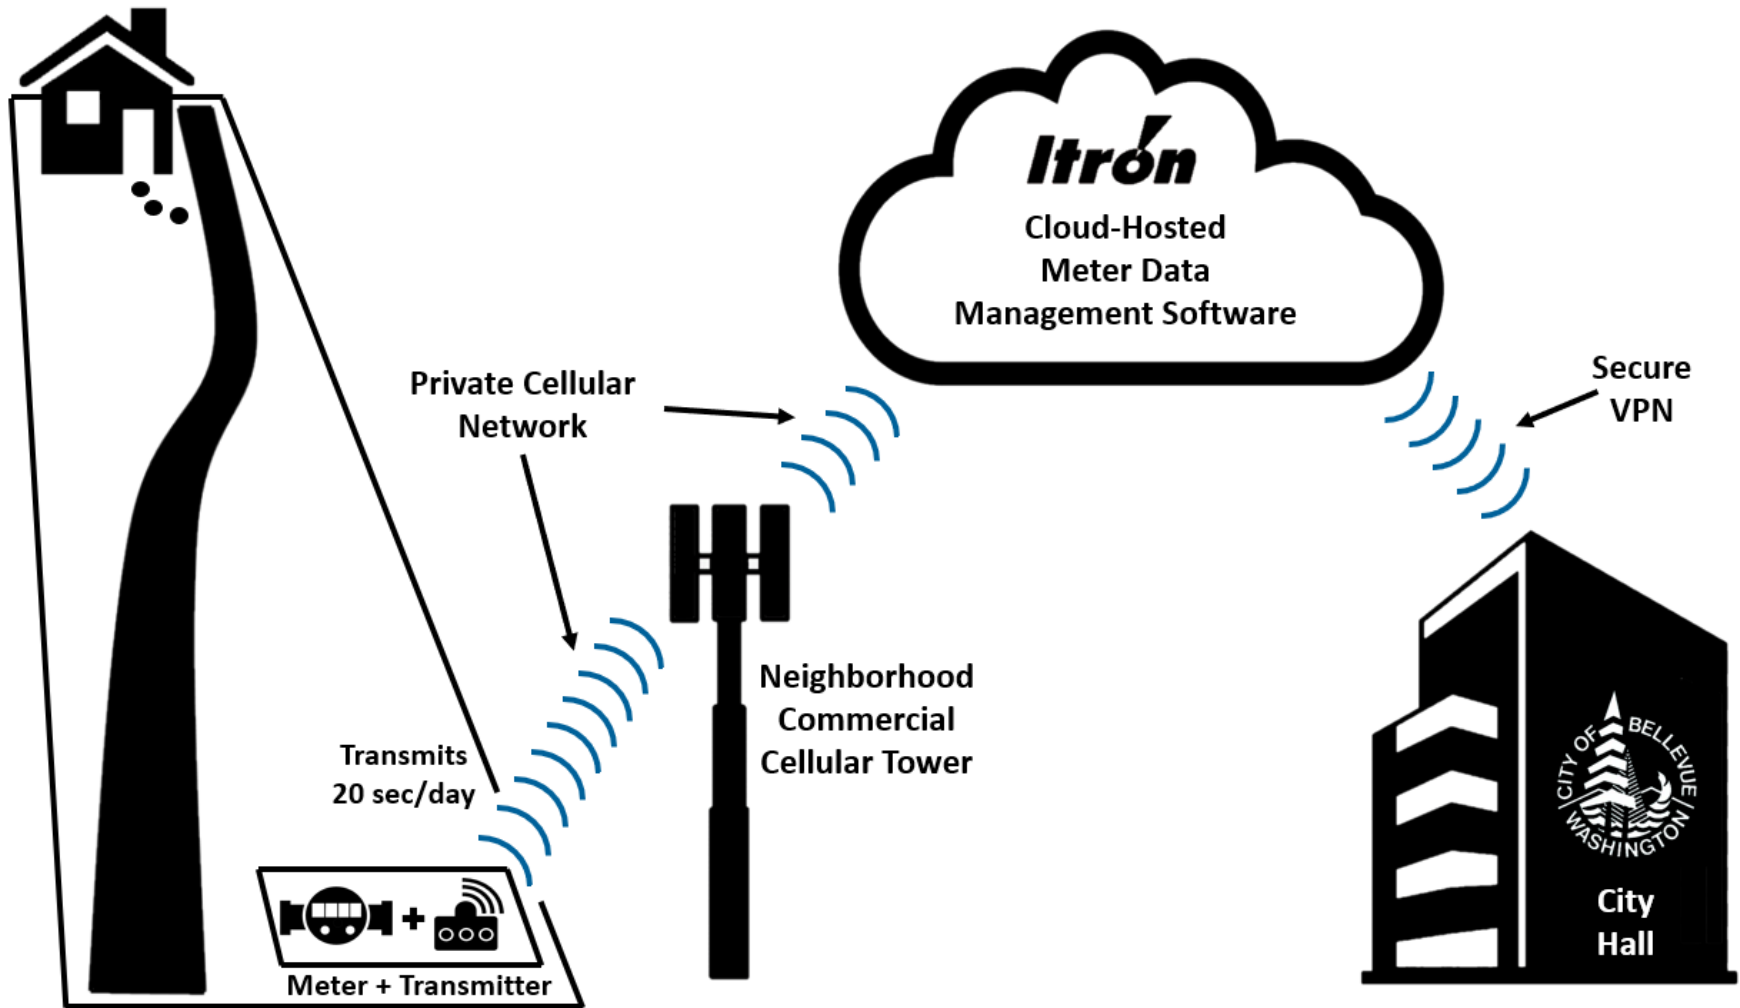 Itron
Cloud-Hosted
Meter Data
Management Software
Private Cellular
Network
Secure
VPN
Neighborhood
Commercial
Cellular Tower
Transmits
20 sec/day
Meter + Transmitter
CITY OF BELLEVUE
WASHINGTON
City
Hall